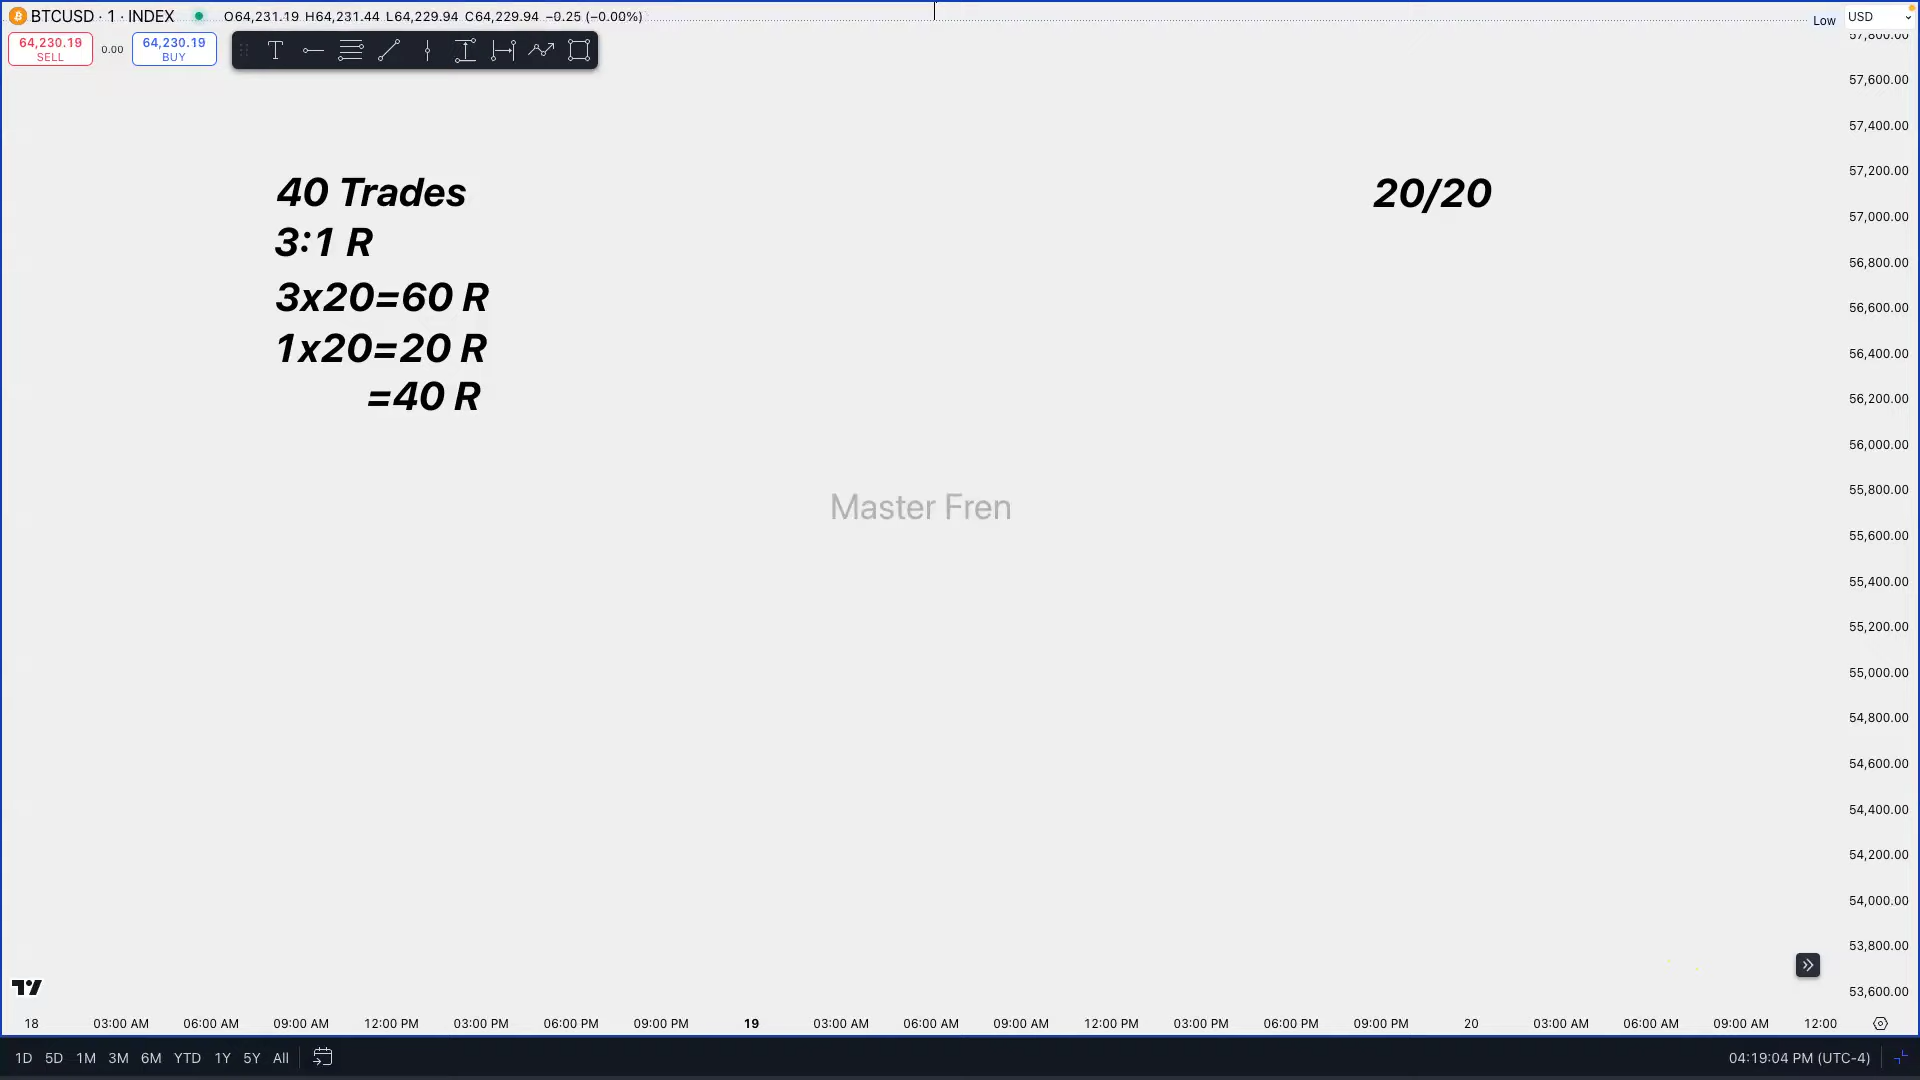 BTCUSD · 1 · INDEX O64,231.19 H64,231.44 L64,229.94 C64,229.94 −0.25 (−0.00%)
Low USD
64,230.19 SELL 0.00 64,230.19 BUY
57,800.00
57,600.00
57,400.00
57,200.00
57,000.00
56,800.00
56,600.00
56,400.00
56,200.00
56,000.00
55,800.00
55,600.00
55,400.00
55,200.00
55,000.00
54,800.00
54,600.00
54,400.00
54,200.00
54,000.00
53,800.00
53,600.00
40 Trades
20/20
3:1 R
3x20=60 R
1x20=20 R
=40 R
Master Fren
18 03:00 AM 06:00 AM 09:00 AM 12:00 PM 03:00 PM 06:00 PM 09:00 PM 19 03:00 AM 06:00 AM 09:00 AM 12:00 PM 03:00 PM 06:00 PM 09:00 PM 20 03:00 AM 06:00 AM 09:00 AM 12:00
1D 5D 1M 3M 6M YTD 1Y 5Y All 04:19:04 PM (UTC-4)